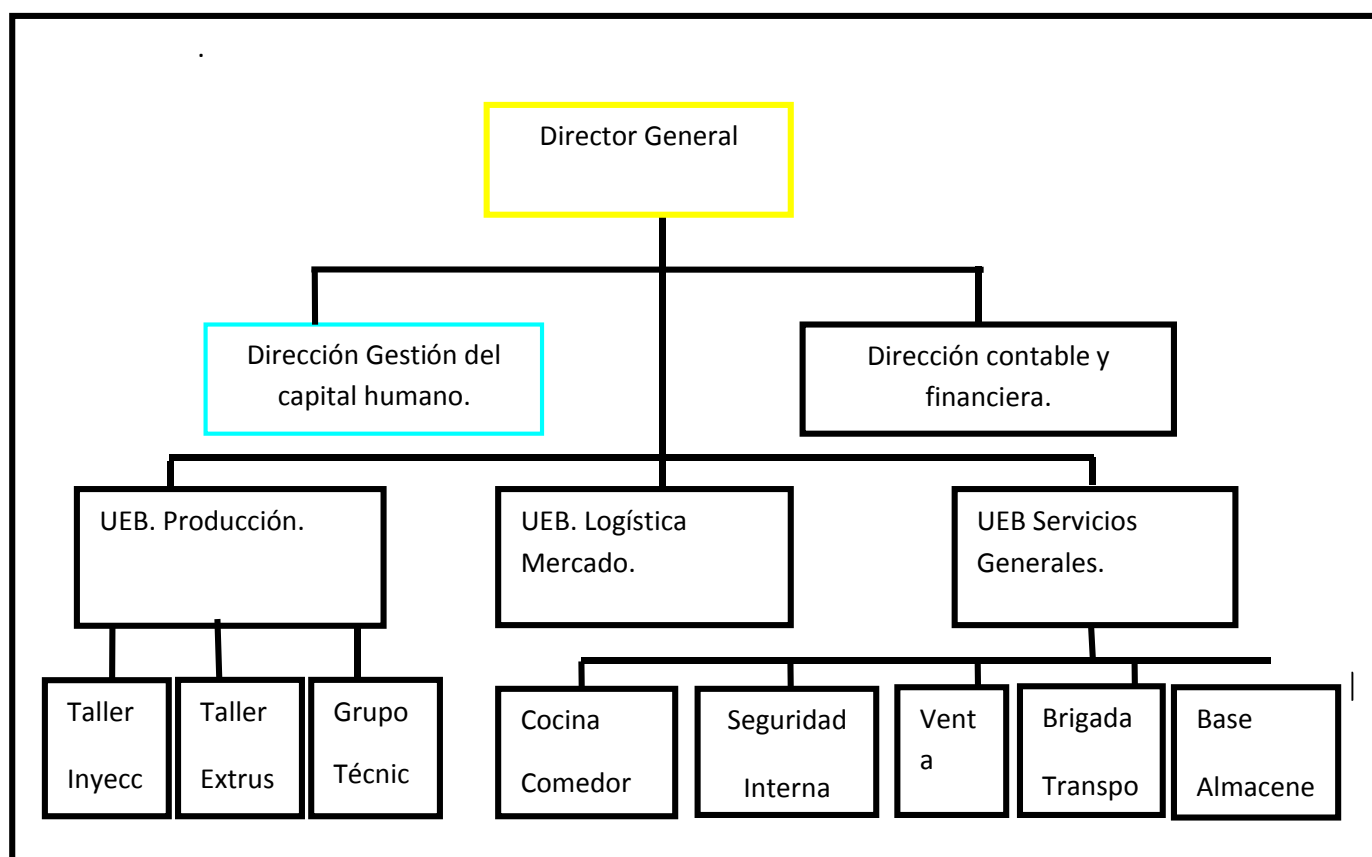 .
Director General
Dirección Gestión del
capital humano.
Dirección contable y
financiera.
UEB. Producción.
UEB. Logística
Mercado.
UEB Servicios
Generales.
Taller
Inyecc
Taller
Extrus
Grupo
Técnic
Cocina
Comedor
Seguridad
Interna
Vent
a
Brigada
Transpo
Base
Almacene